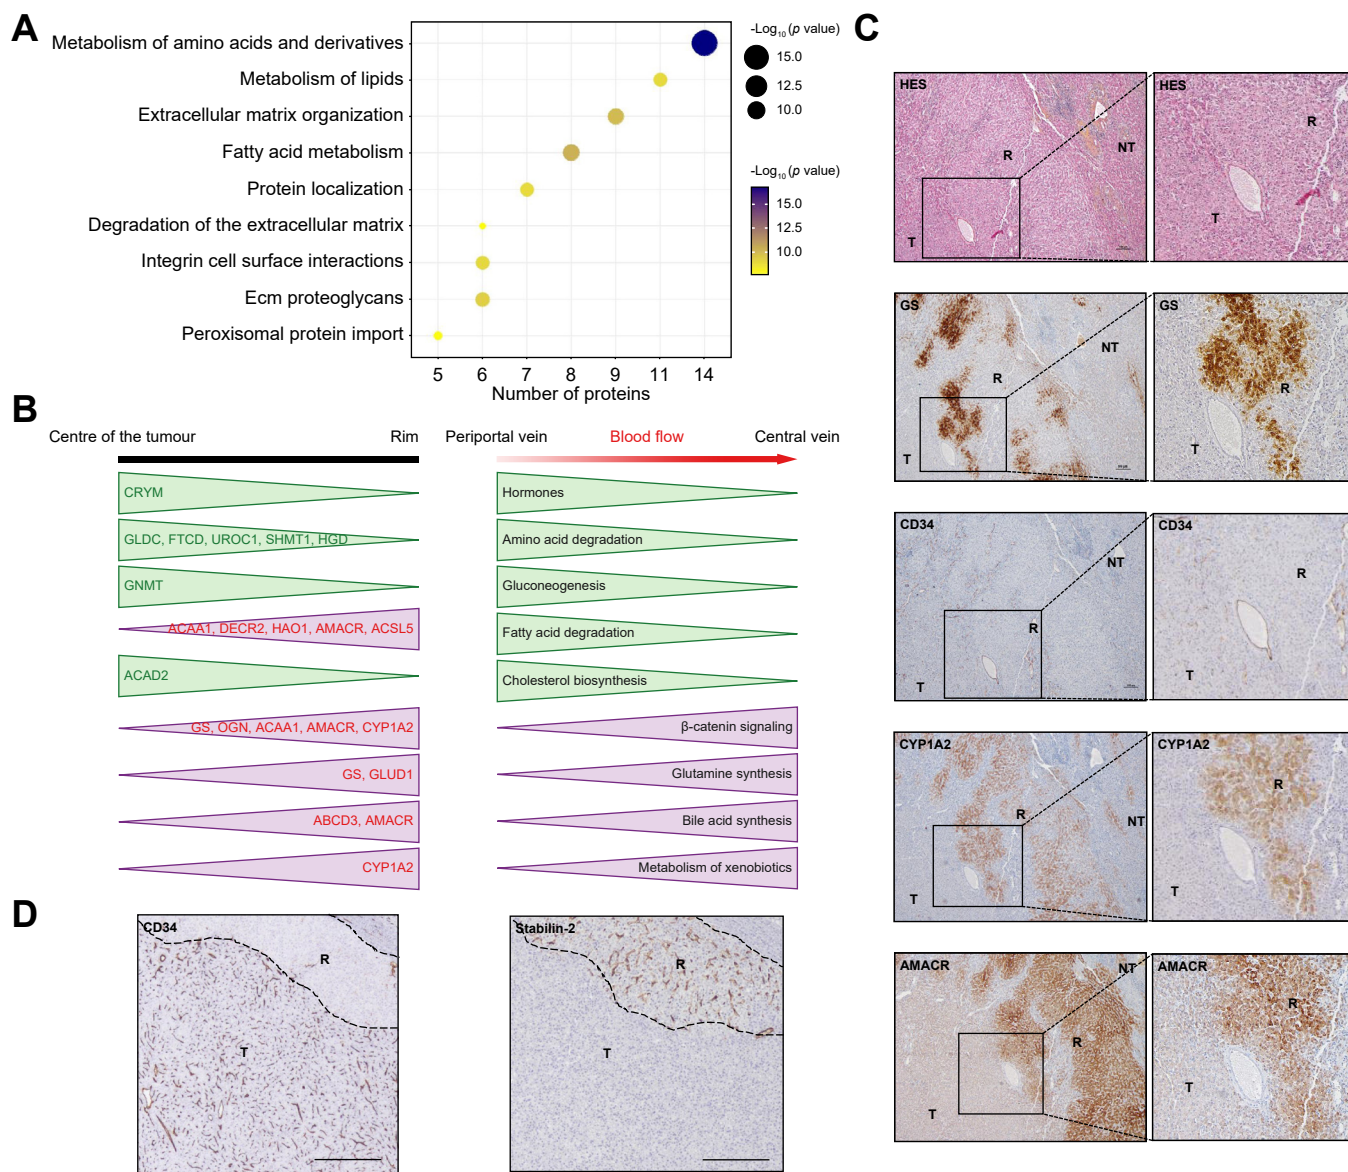 A
Metabolism of amino acids and derivatives
Metabolism of lipids
Extracellular matrix organization
Fatty acid metabolism
Protein localization
Degradation of the extracellular matrix
Integrin cell surface interactions
Ecm proteoglycans
Peroxisomal protein import
5 6 7 8 9 11 14
Number of proteins
-Log10 (p value)
15.0
12.5
10.0
-Log10 (p value)
15.0
12.5
10.0
B
Centre of the tumour Rim
CRYM
GLDC, FTCD, UROC1, SHMT1, HGD
GNMT
ACAA1, DECR2, HAO1, AMACR, ACSL5
ACAD2
GS, OGN, ACAA1, AMACR, CYP1A2
GS, GLUD1
ABCD3, AMACR
CYP1A2
Periportal vein Blood flow Central vein
Hormones
Amino acid degradation
Gluconeogenesis
Fatty acid degradation
Cholesterol biosynthesis
β-catenin signaling
Glutamine synthesis
Bile acid synthesis
Metabolism of xenobiotics
C
HES
R
NT
T
HES
R
T
GS
NT
R
T
GS
R
T
CD34
NT
R
T
CD34
R
T
CYP1A2
R
NT
T
CYP1A2
R
T
AMACR
NT
R
T
AMACR
R
T
D
CD34
R
T
Stabilin-2
R
T